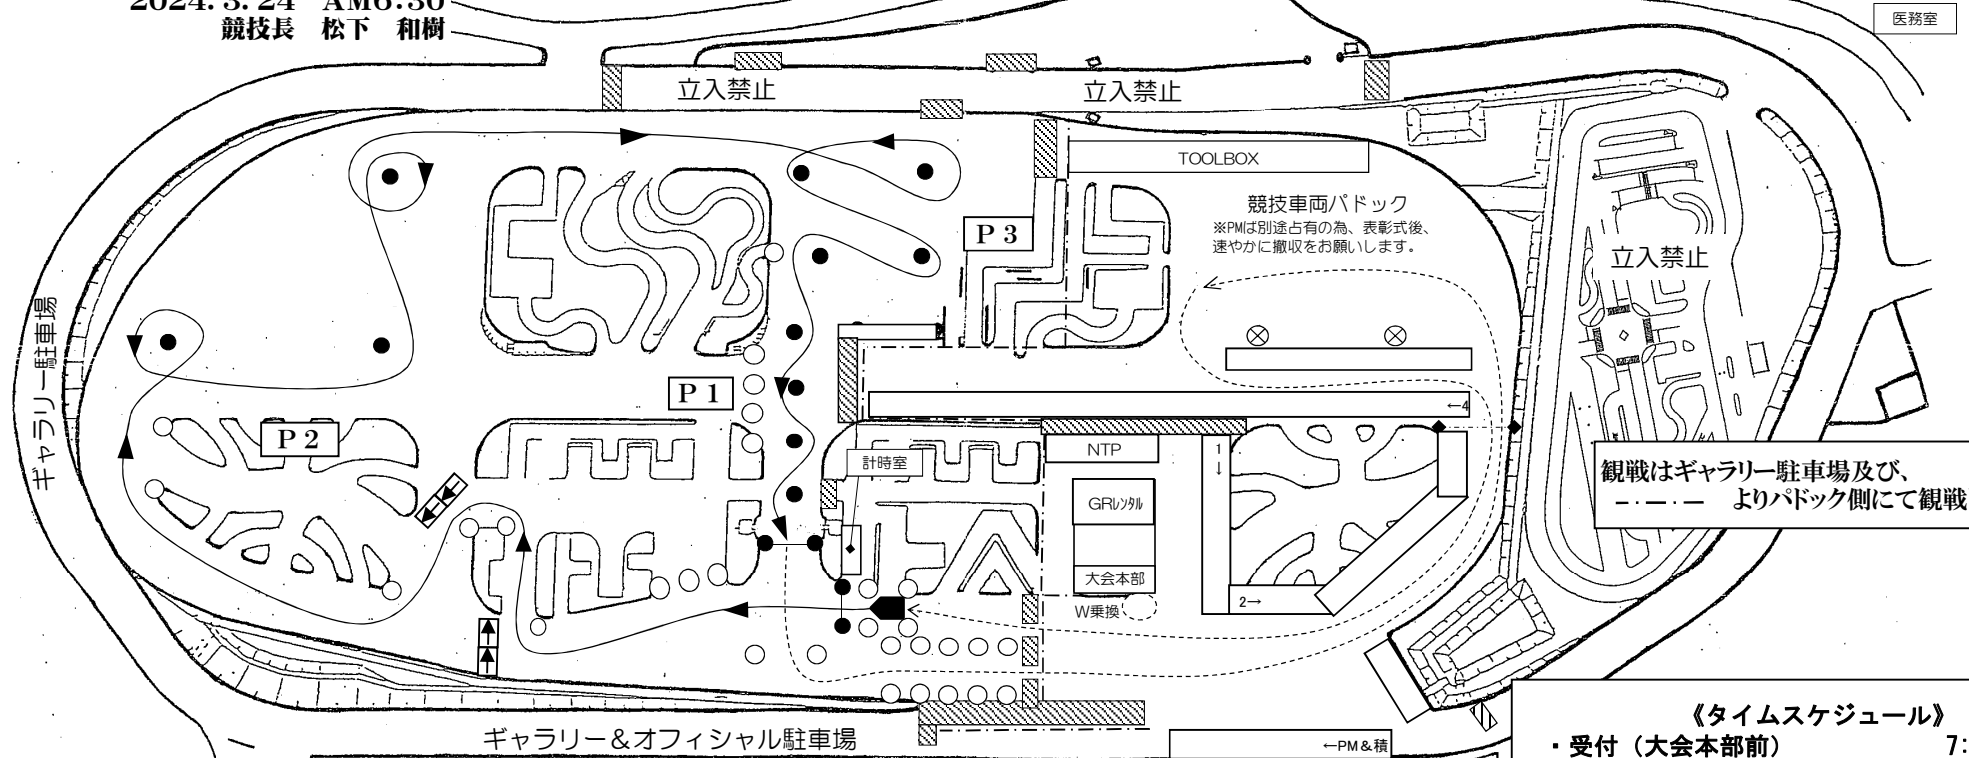 2024.3.24 AM6:30
競技長 松下 和樹
医務室
立入禁止
立入禁止
TOOLBOX
競技車両パドック
※PMは別途占有の為、表彰式後、
速やかに撤収をお願いします。
P3
立入禁止
ギャラリー駐車場
P1
←4
P2
NTP
1→
計時室
観戦はギャラリー駐車場及び、
よりパドック側にて観戦
GRレンタル
大会本部
2→
W乗換
《タイムスケジュール》
ギャラリー＆オフィシャル駐車場
←PM＆積
・受付（大会本部前） 7: